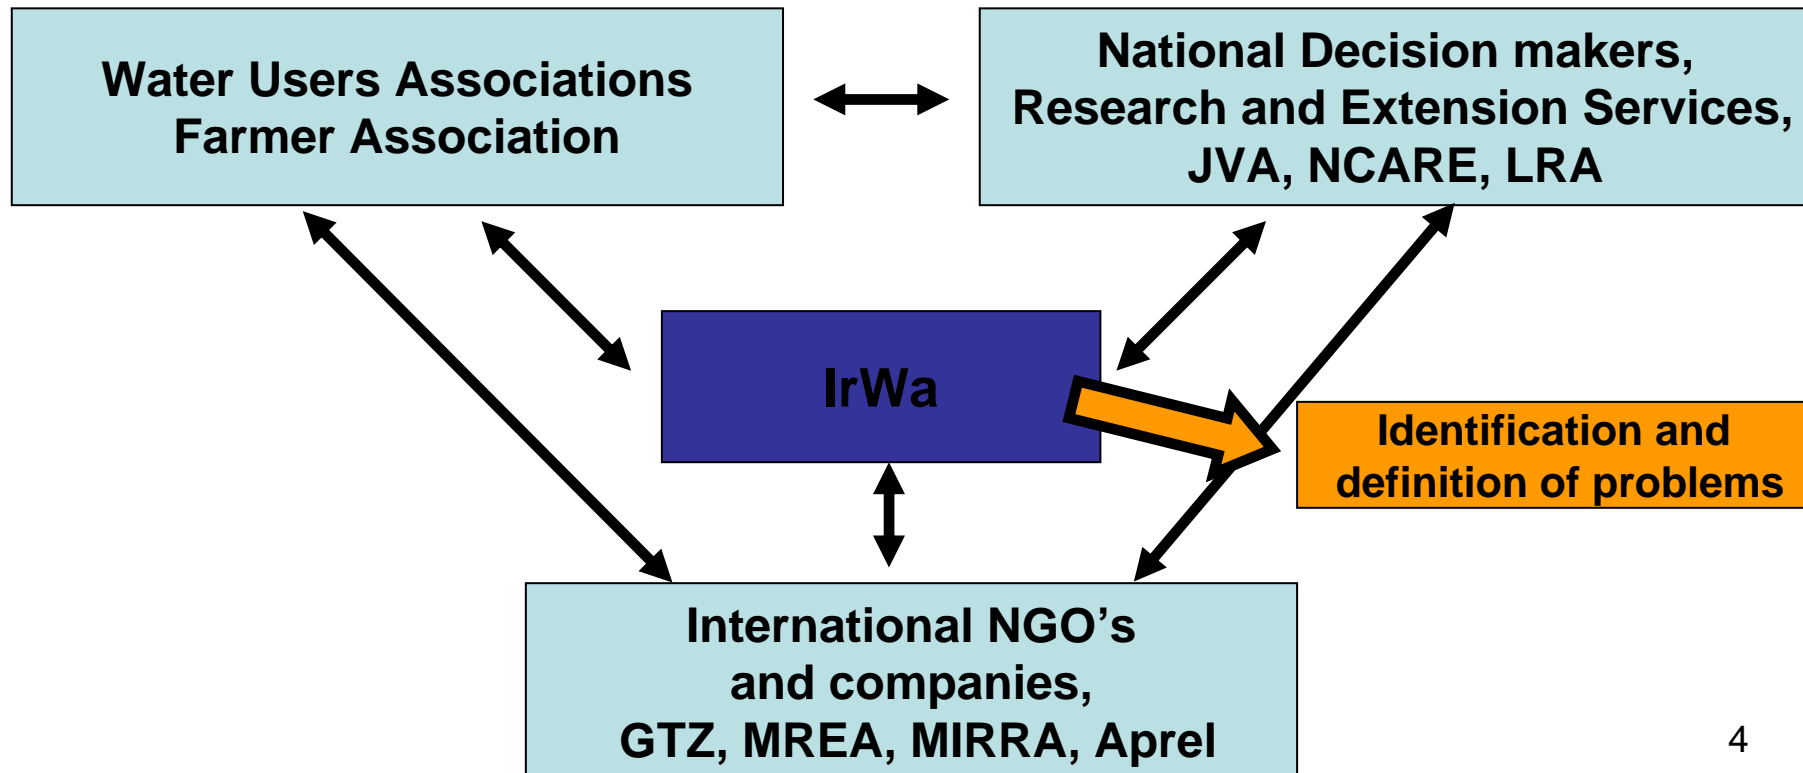 Water Users Associations
Farmer Association
National Decision makers,
Research and Extension Services,
JVA, NCARE, LRA
IrWa
Identification and
definition of problems
International NGO’s
and companies,
GTZ, MREA, MIRRA, Aprel
4